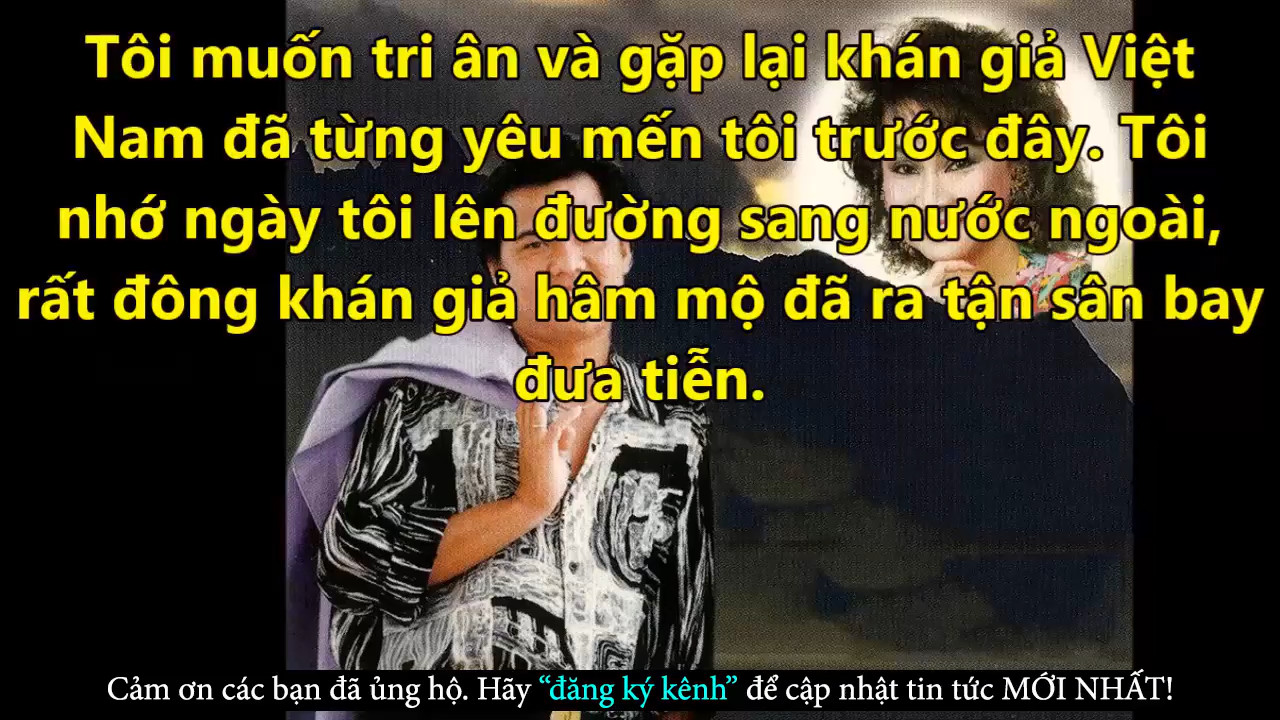 Tôi muốn tri ân và gặp lại khán giả Việt
Nam đã từng yêu mến tôi trước đây. Tôi
nhớ ngày tôi lên đường sang nước ngoài,
rất đông khán giả hâm mộ đã ra tận sân bay
đưa tiễn.
Cảm ơn các bạn đã ủng hộ. Hãy “đăng ký kênh” để cập nhật tin tức MỚI NHẤT!